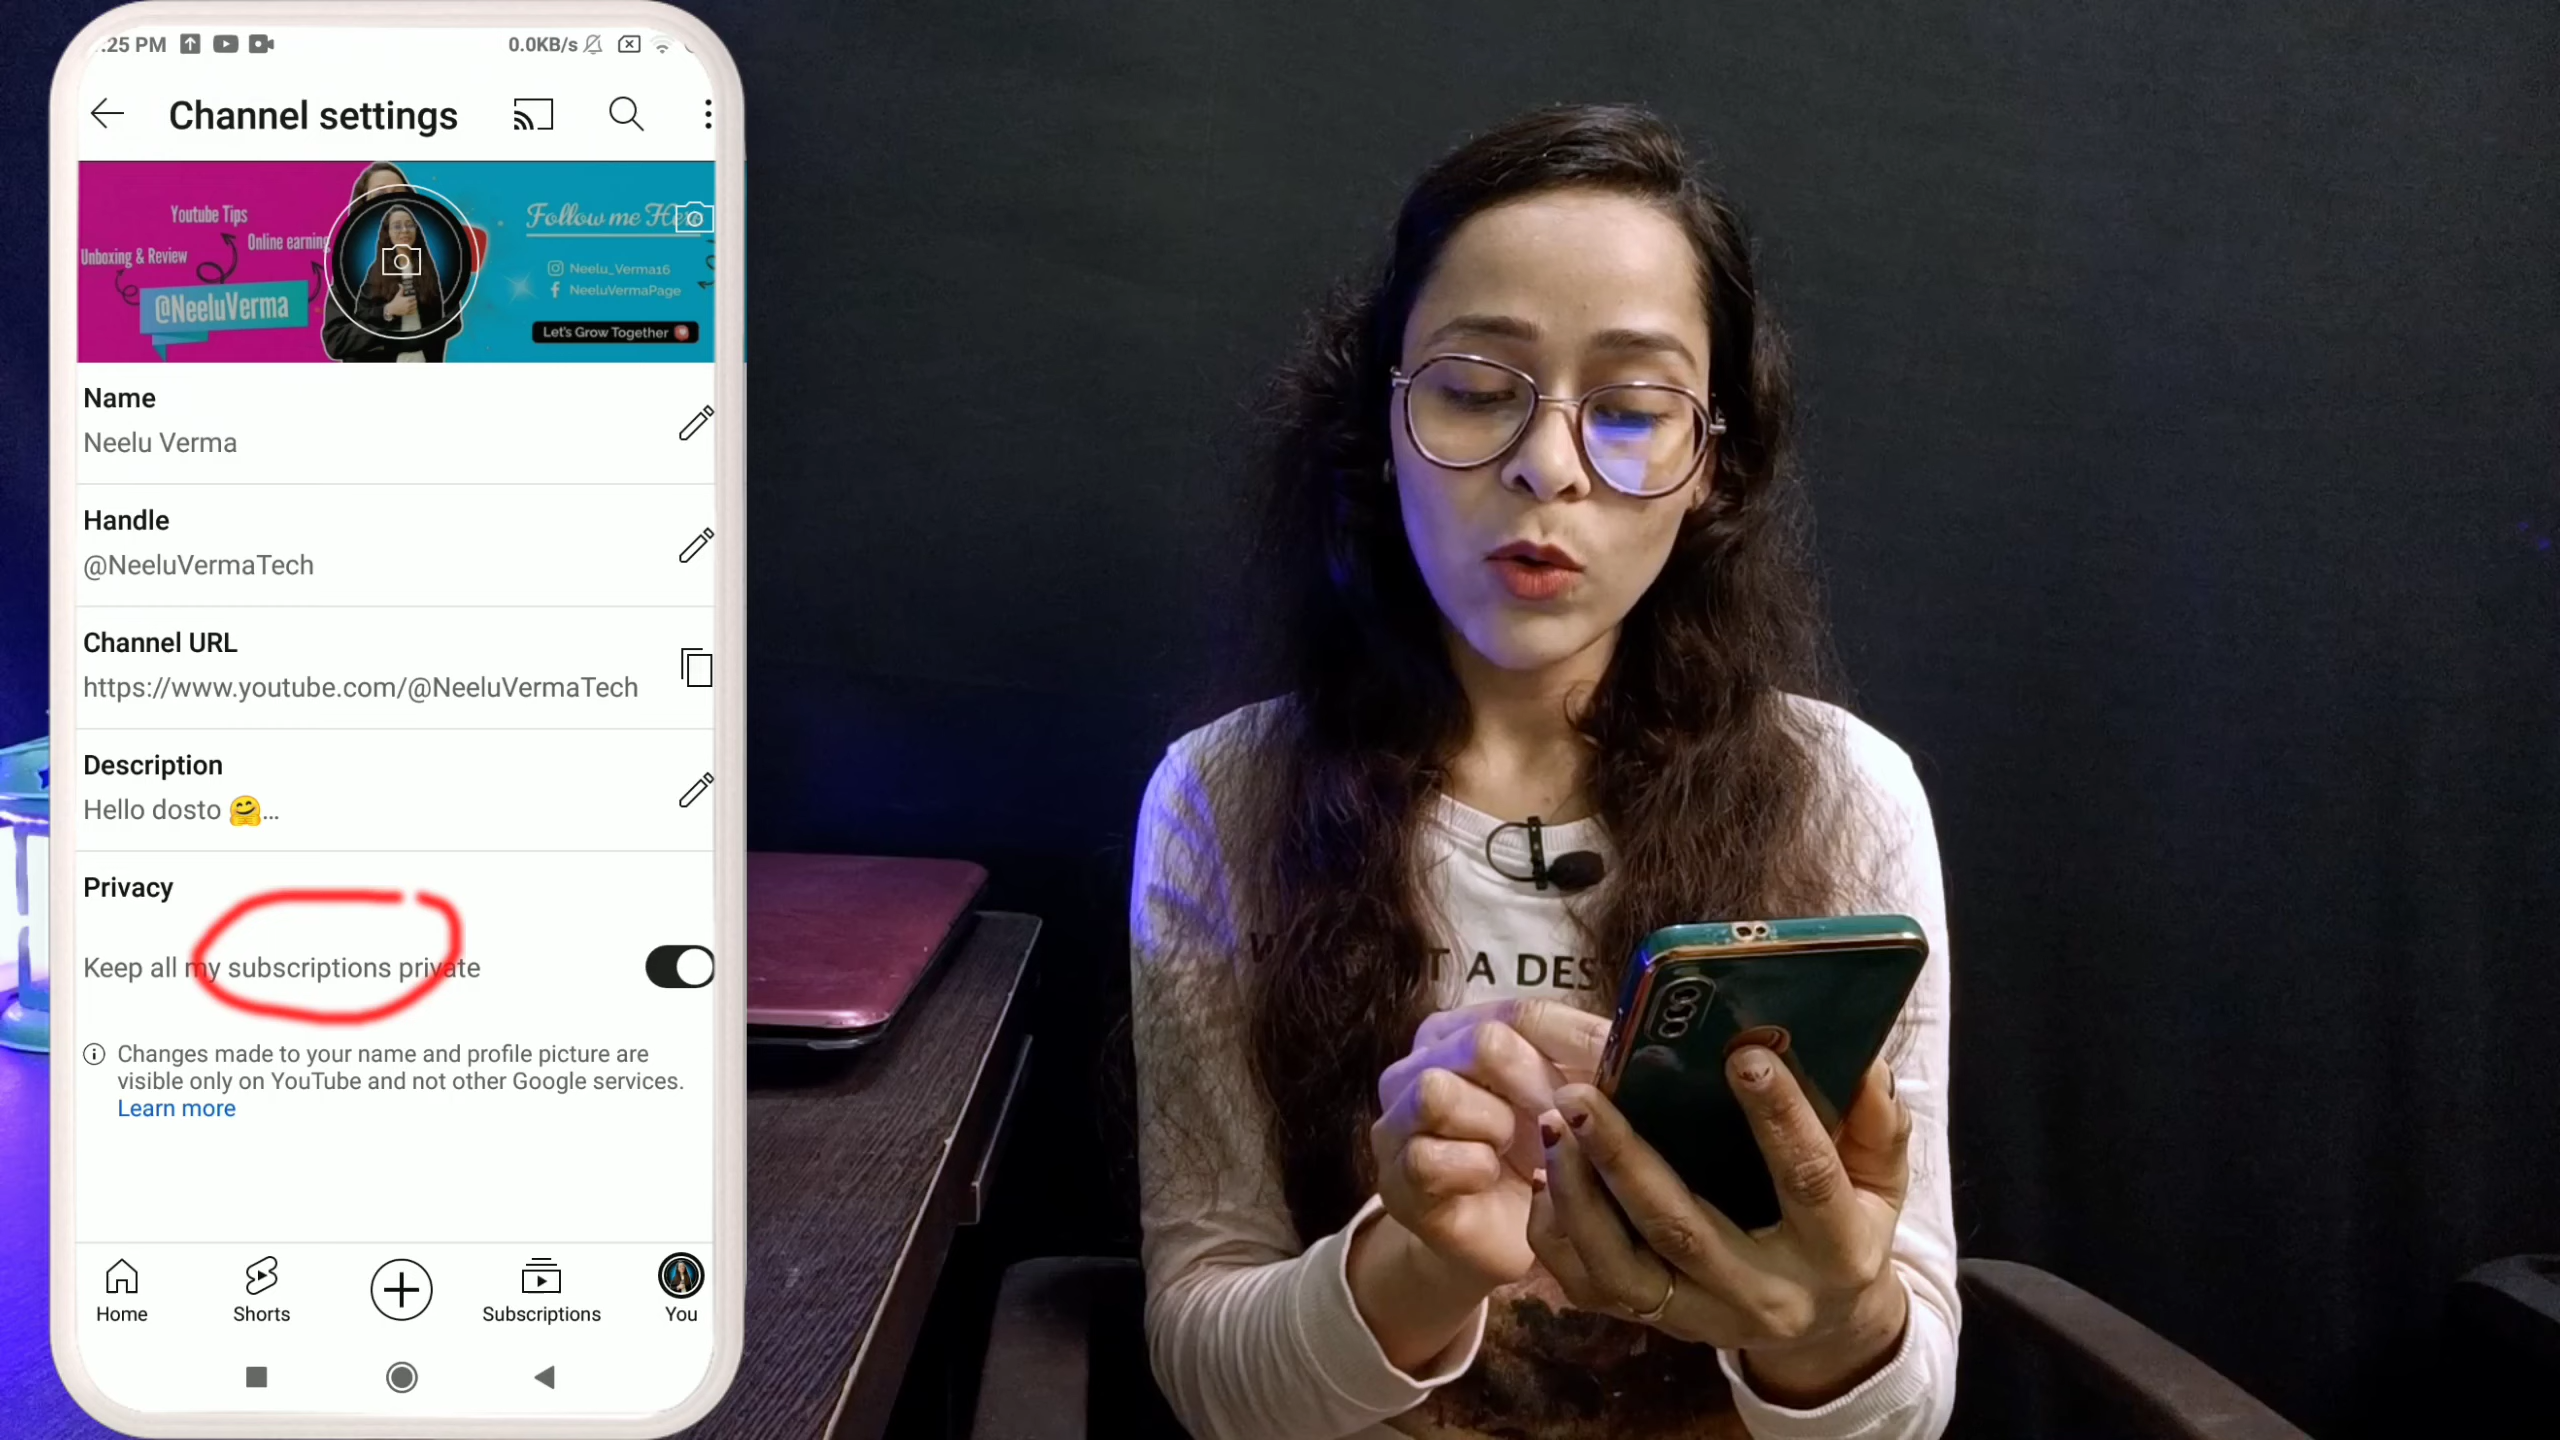 :25 PM
0.0KB/s
Channel settings
Youtube Tips
Online earning
Unboxing & Review
@NeeluVerma
Follow me Here
Neelu_Verma16
NeeluVermaPage
Let's Grow Together
Name
Neelu Verma
Handle
@NeeluVermaTech
Channel URL
https://www.youtube.com/@NeeluVermaTech
Description
Hello dosto 🤗...
Privacy
Keep all my subscriptions private
Changes made to your name and profile picture are
visible only on YouTube and not other Google services.
Learn more
Home
Shorts
Subscriptions
You
T A DES